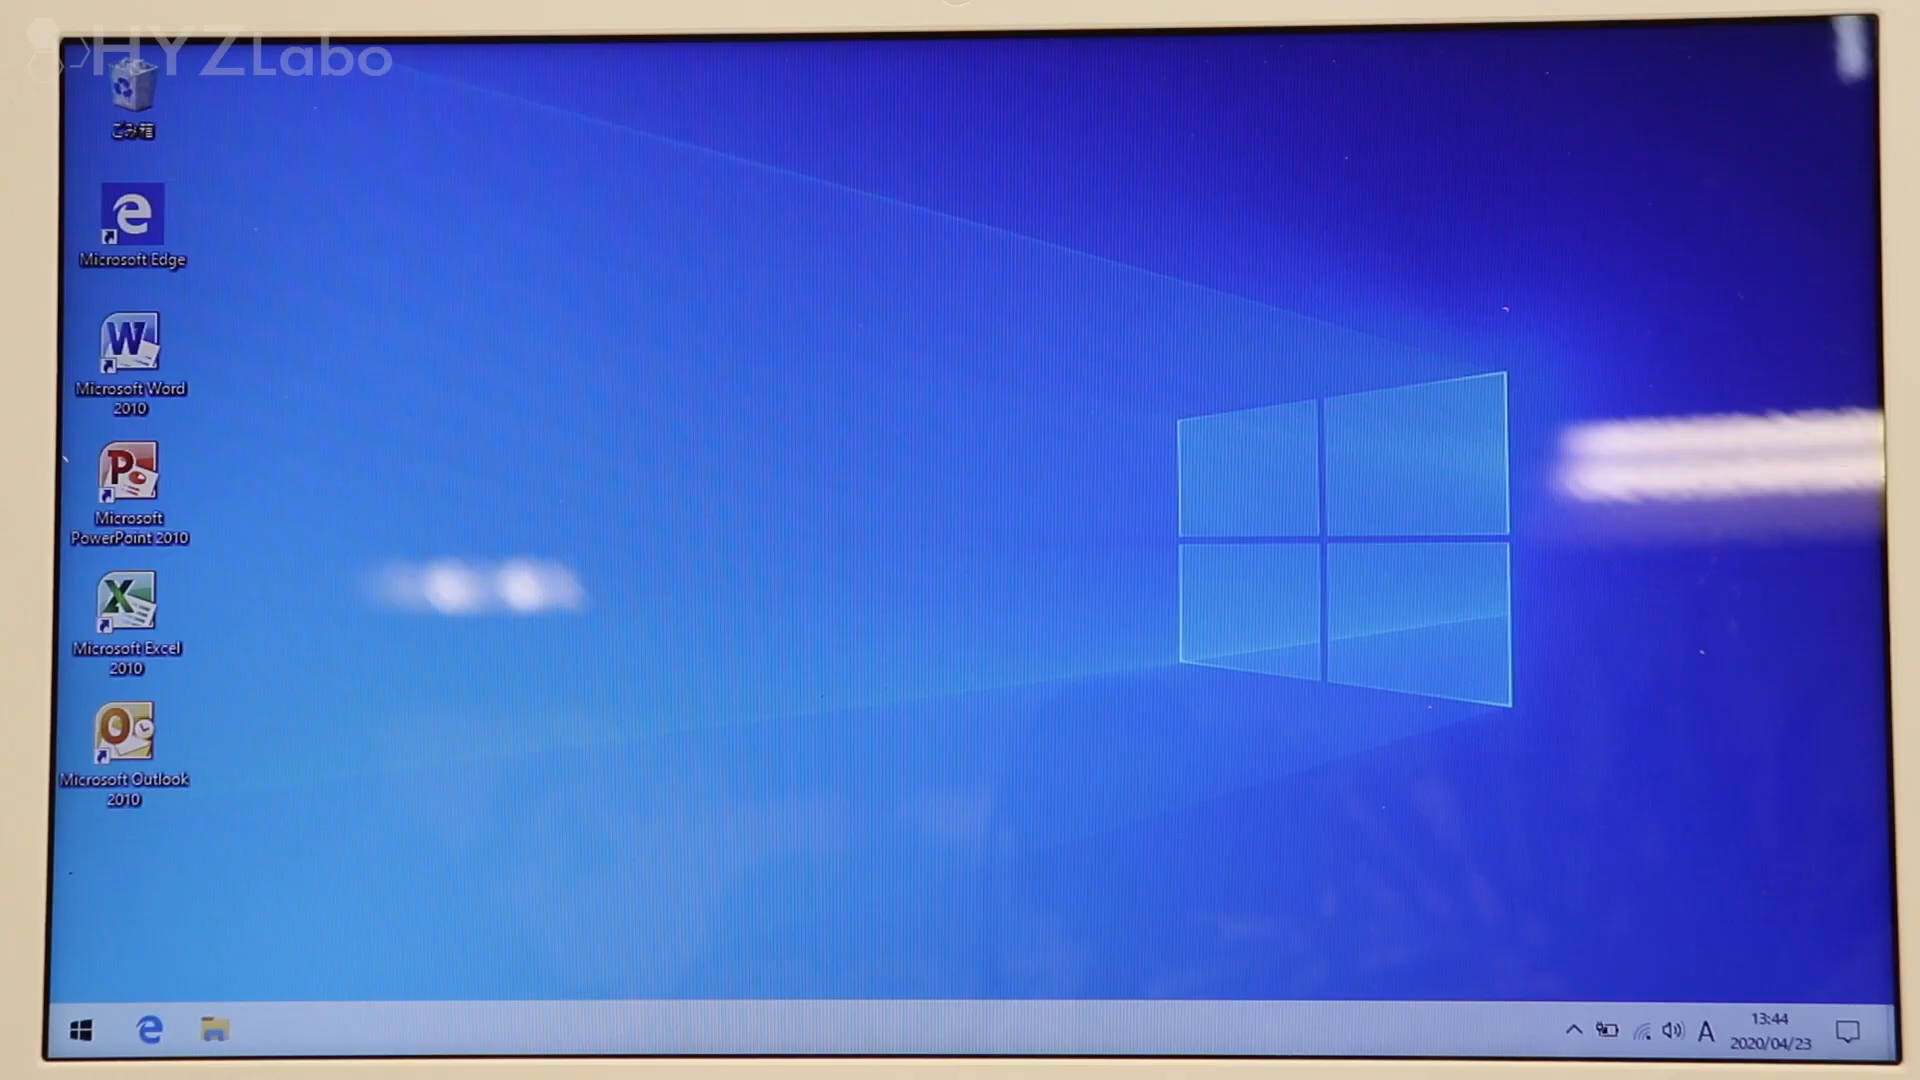 HYZLabo
ごみ箱
Microsoft Edge
Microsoft Word
2010
Microsoft
PowerPoint 2010
Microsoft Excel
2010
Microsoft Outlook
2010
A
13:44
2020/04/23